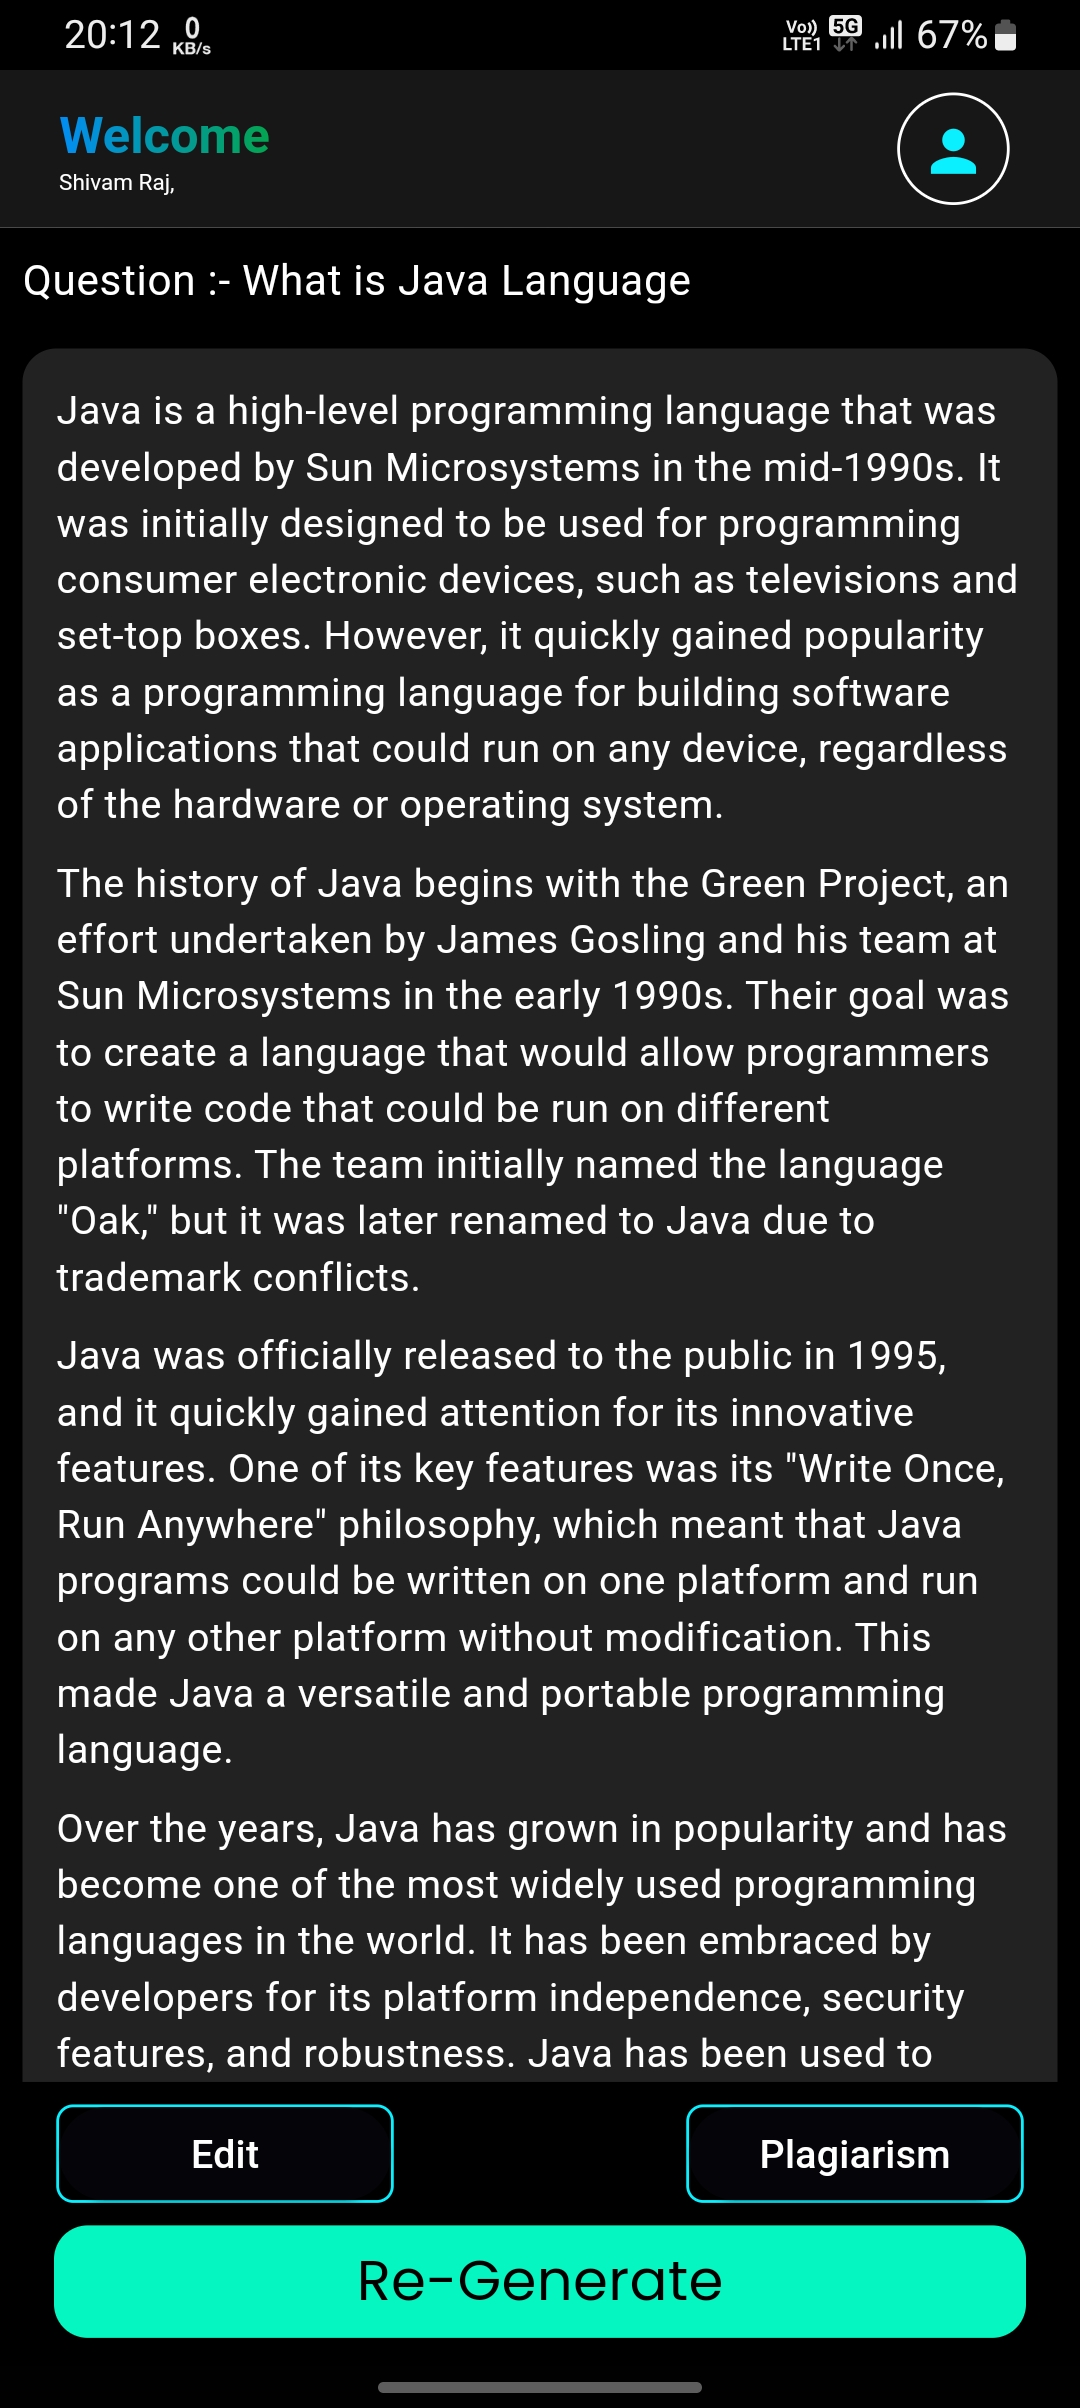 20:12 0 KB/s Vo)) LTE1 5G 67%
Welcome
Shivam Raj,
Question :- What is Java Language
Java is a high-level programming language that was
developed by Sun Microsystems in the mid-1990s. It
was initially designed to be used for programming
consumer electronic devices, such as televisions and
set-top boxes. However, it quickly gained popularity
as a programming language for building software
applications that could run on any device, regardless
of the hardware or operating system.
The history of Java begins with the Green Project, an
effort undertaken by James Gosling and his team at
Sun Microsystems in the early 1990s. Their goal was
to create a language that would allow programmers
to write code that could be run on different
platforms. The team initially named the language
"Oak," but it was later renamed to Java due to
trademark conflicts.
Java was officially released to the public in 1995,
and it quickly gained attention for its innovative
features. One of its key features was its "Write Once,
Run Anywhere" philosophy, which meant that Java
programs could be written on one platform and run
on any other platform without modification. This
made Java a versatile and portable programming
language.
Over the years, Java has grown in popularity and has
become one of the most widely used programming
languages in the world. It has been embraced by
developers for its platform independence, security
features, and robustness. Java has been used to
Edit Plagiarism
Re-Generate